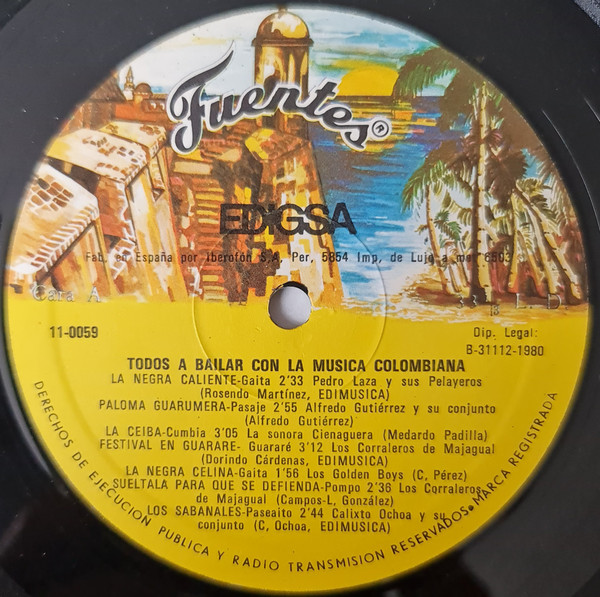 Fuentes®
EDIGSA
Fab. en España por Iberofón S.A. Per, 5854 Imp, de Lujo a mer 6503
Cara A
33 ⅓ L.D.
11-0059
Dip. Legal:
B-31112-1980
TODOS A BAILAR CON LA MUSICA COLOMBIANA
LA NEGRA CALIENTE-Gaita 2'33 Pedro Laza y sus Pelayeros
(Rosendo Martínez, EDIMUSICA)
PALOMA GUARUMERA-Pasaje 2'55 Alfredo Gutiérrez y su conjunto
(Alfredo Gutiérrez)
LA CEIBA-Cumbia 3'05 La sonora Cienaguera (Medardo Padilla)
FESTIVAL EN GUARARE- Guararé 3'12 Los Corraleros de Majagual
(Dorindo Cárdenas, EDIMUSICA)
LA NEGRA CELINA-Gaita 1'56 Los Golden Boys (C, Pérez)
SUELTALA PARA QUE SE DEFIENDA-Pompo 2'36 Los Corraleros
de Majagual (Campos-L, González)
LOS SABANALES-Paseaito 2'44 Calixto Ochoa y su
conjunto (C, Ochoa, EDIMUSICA)
DERECHOS DE EJECUCION PUBLICA Y RADIO TRANSMISION RESERVADOS. MARCA REGISTRADA